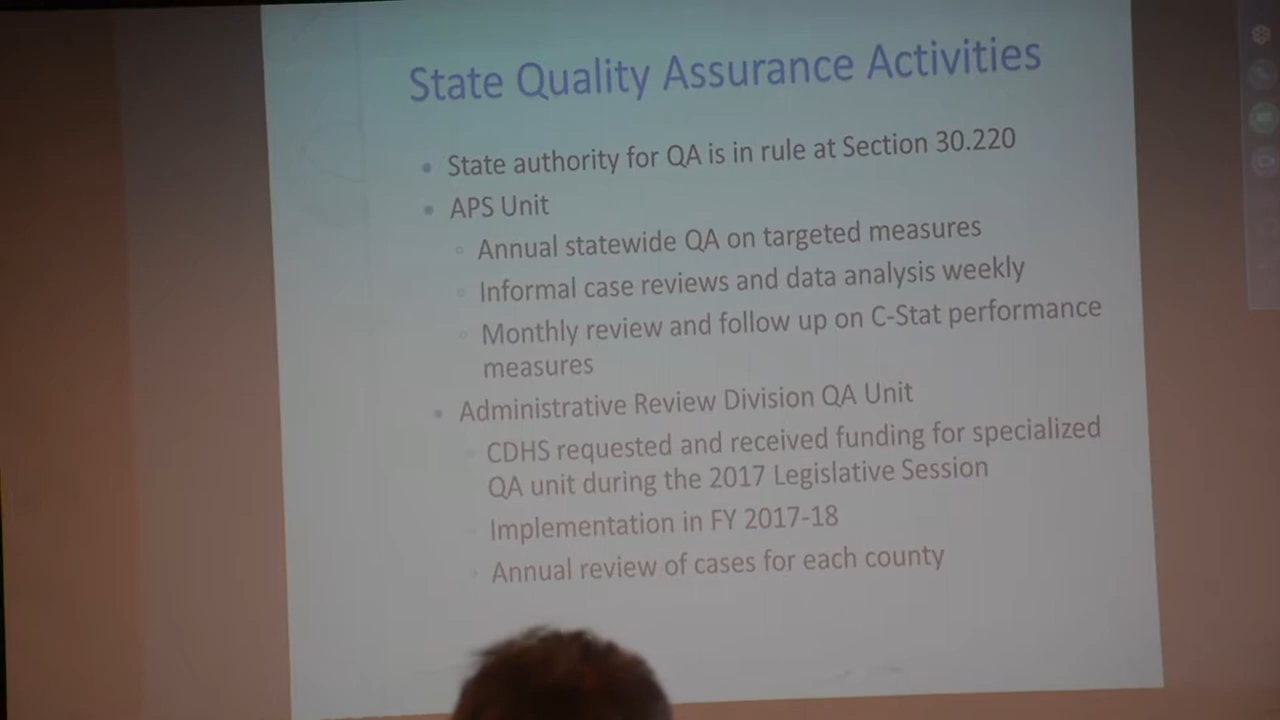 State Quality Assurance Activities
State authority for QA is in rule at Section 30.220
APS Unit
Annual statewide QA on targeted measures
Informal case reviews and data analysis weekly
Monthly review and follow up on C-Stat performance
measures
Administrative Review Division QA Unit
CDHS requested and received funding for specialized
QA unit during the 2017 Legislative Session
Implementation in FY 2017-18
Annual review of cases for each county